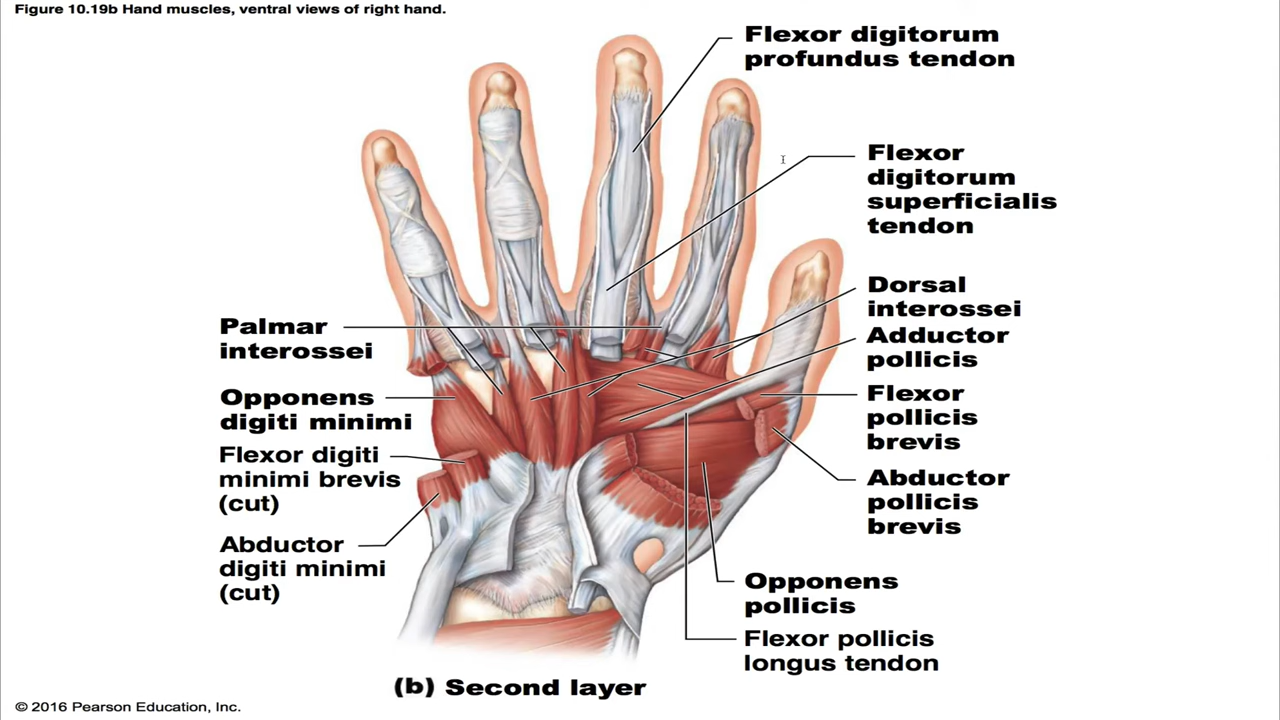 Figure 10.19b Hand muscles, ventral views of right hand.
Flexor digitorum
profundus tendon
Flexor
digitorum
superficialis
tendon
Dorsal
interossei
Adductor
pollicis
Flexor
pollicis
brevis
Abductor
pollicis
brevis
Opponens
pollicis
Flexor pollicis
longus tendon
Palmar
interossei
Opponens
digiti minimi
Flexor digiti
minimi brevis
(cut)
Abductor
digiti minimi
(cut)
(b) Second layer
© 2016 Pearson Education, Inc.